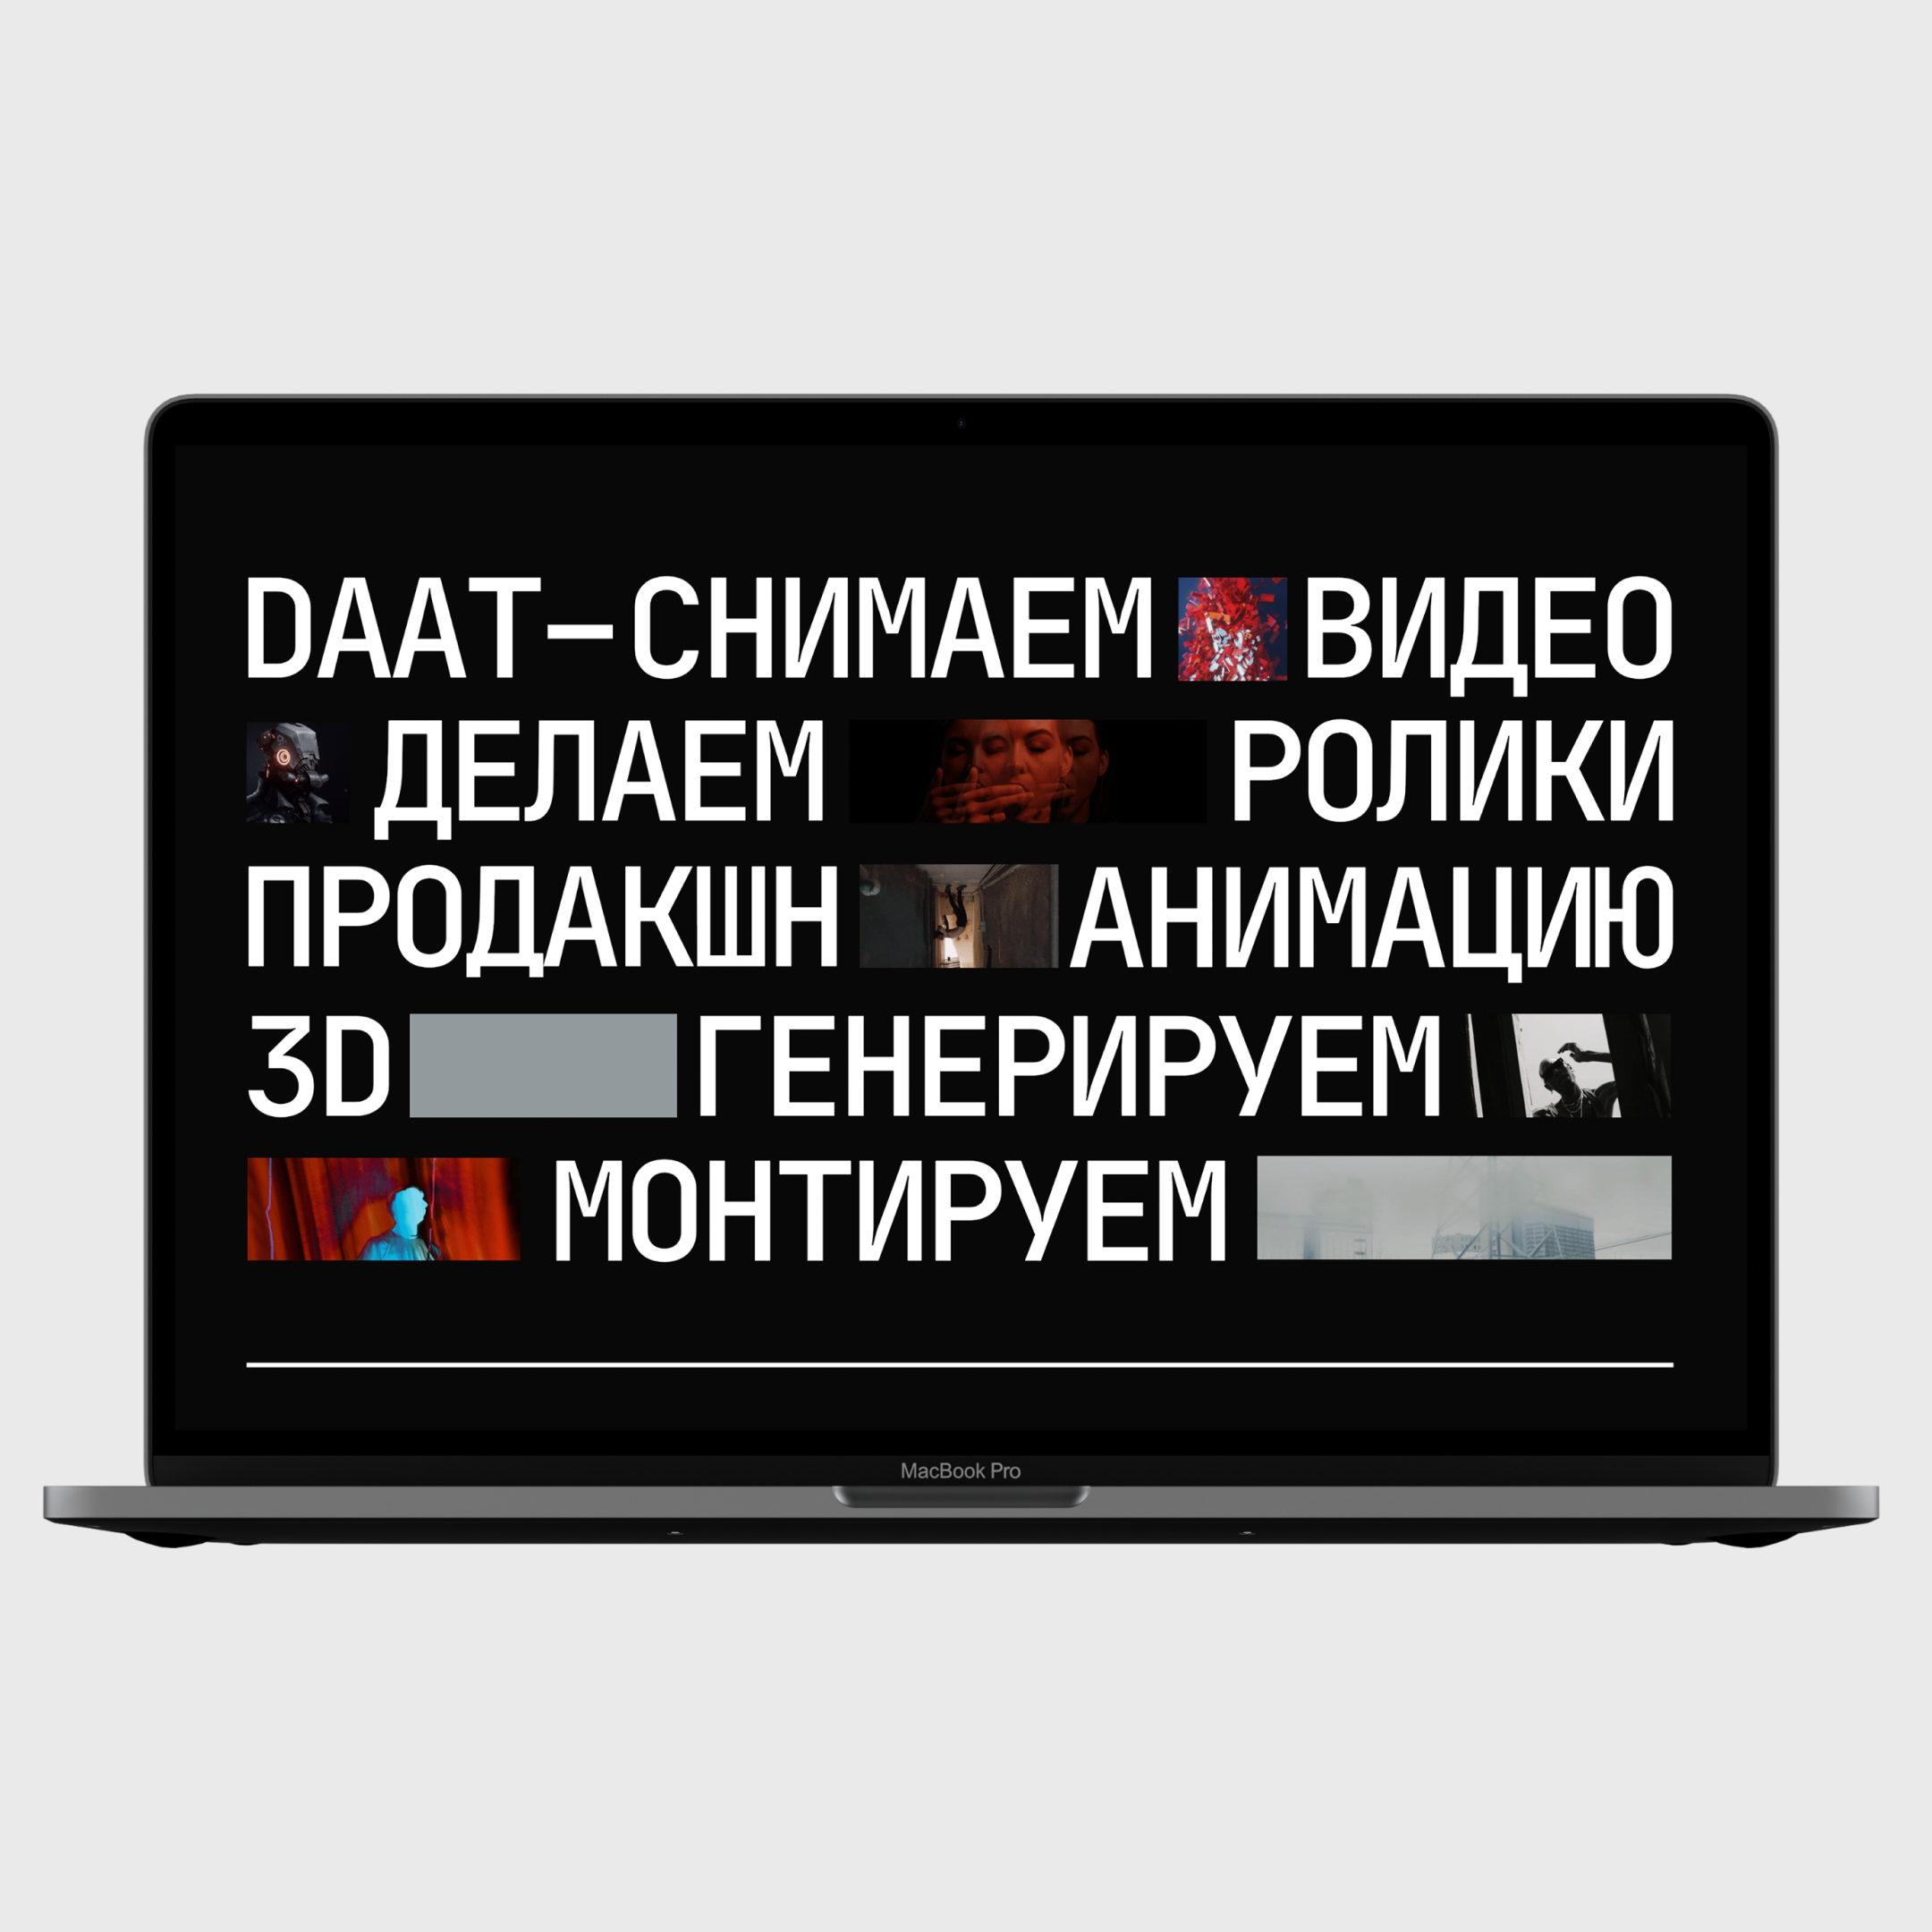 DAAT—СНИМАЕМ ВИДЕО
ДЕЛАЕМ РОЛИКИ
ПРОДАКШН АНИМАЦИЮ
3D ГЕНЕРИРУЕМ
МОНТИРУЕМ
MacBook Pro